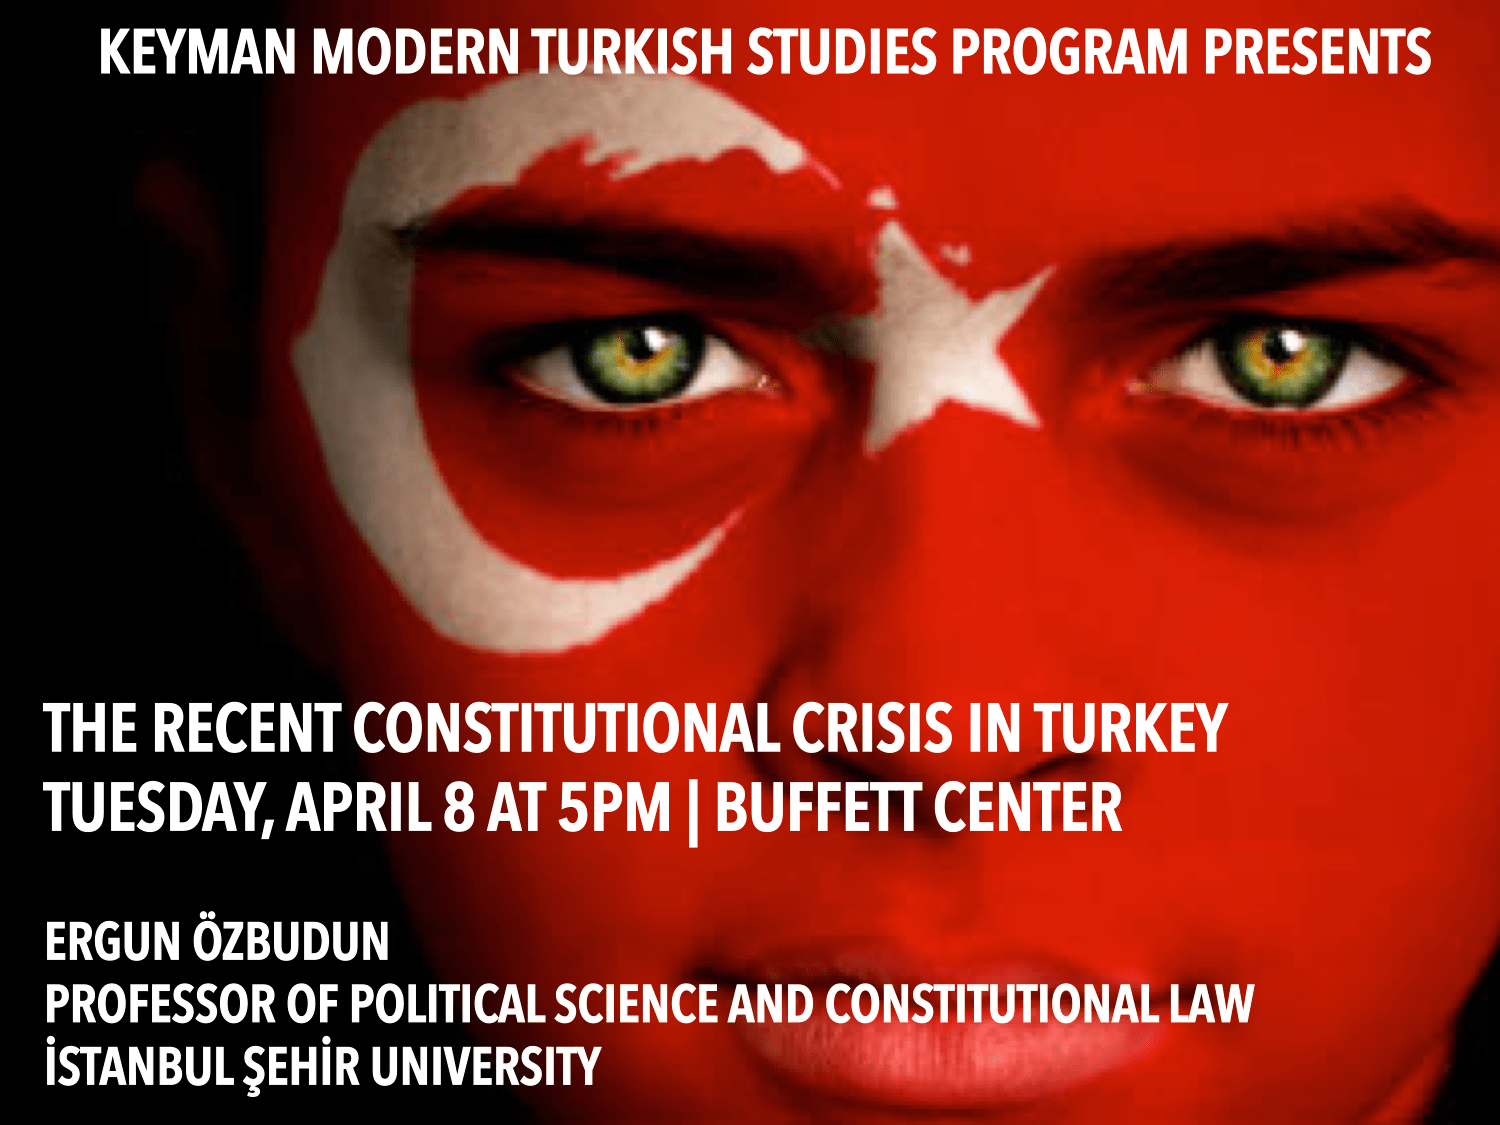 KEYMAN MODERN TURKISH STUDIES PROGRAM PRESENTS
THE RECENT CONSTITUTIONAL CRISIS IN TURKEY
TUESDAY, APRIL 8 AT 5PM | BUFFETT CENTER
ERGUN ÖZBUDUN
PROFESSOR OF POLITICAL SCIENCE AND CONSTITUTIONAL LAW
İSTANBUL ŞEHİR UNIVERSITY